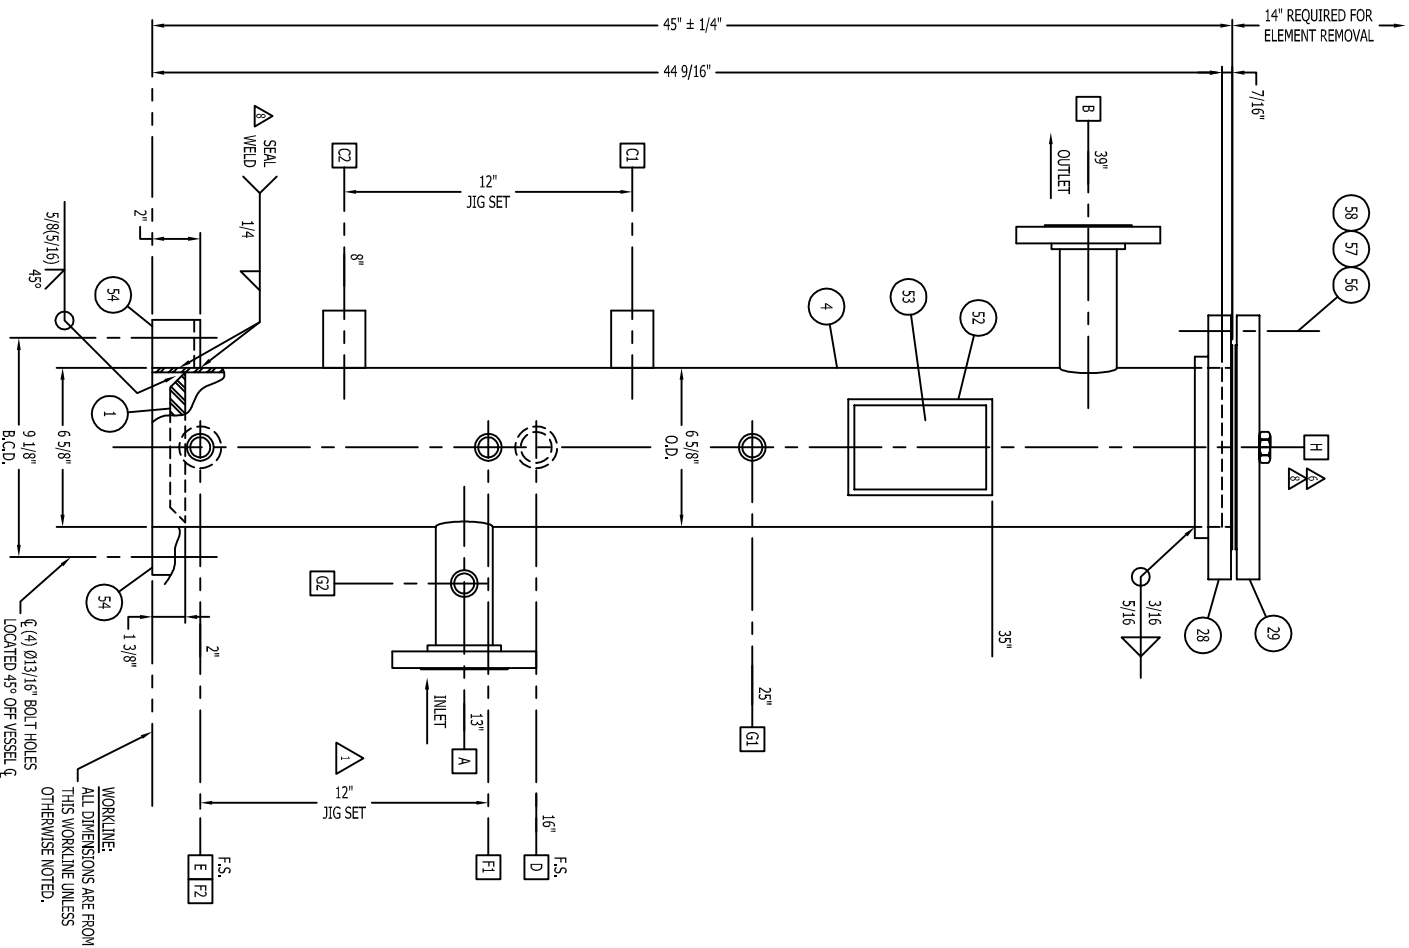 14" REQUIRED FOR
ELEMENT REMOVAL
45" ± 1/4"
44 9/16"
7/16"
B
39"
OUTLET
C2
C1
12"
JIG SET
8"
8
SEAL
WELD
1/4
58
57
56
2"
5/8(5/16)
45°
54
1
4
53
52
H
6
8
9 1/8"
B.C.D.
6 5/8"
6 5/8"
O.D.
54
1 3/8"
2"
G2
INLET
13"
A
25"
G1
35"
3/16
5/16
28
29
℄ (4) Ø13/16" BOLT HOLES
LOCATED 45° OFF VESSEL ℄
1
12"
JIG SET
16"
F.S.
E
F2
F1
F.S.
D
WORKLINE:
ALL DIMENSIONS ARE FROM
THIS WORKLINE UNLESS
OTHERWISE NOTED.